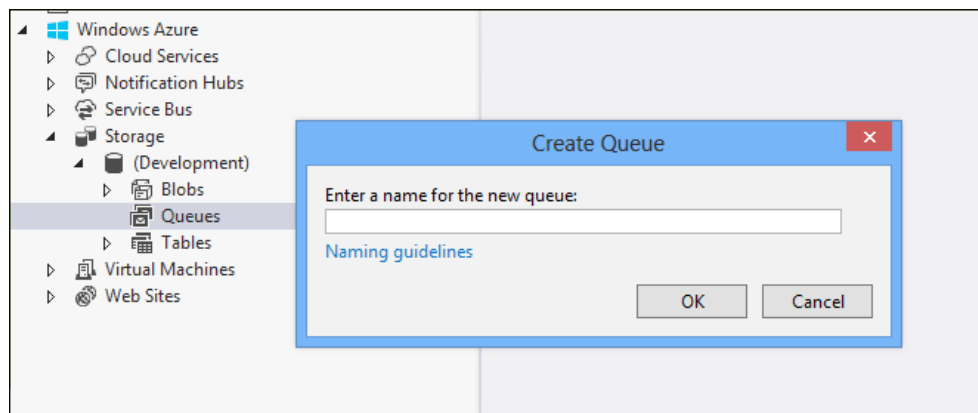 Windows Azure
Cloud Services
Notification Hubs
Service Bus
Storage
(Development)
Blobs
Queues
Tables
Virtual Machines
Web Sites
Create Queue
Enter a name for the new queue:
Naming guidelines
OK
Cancel